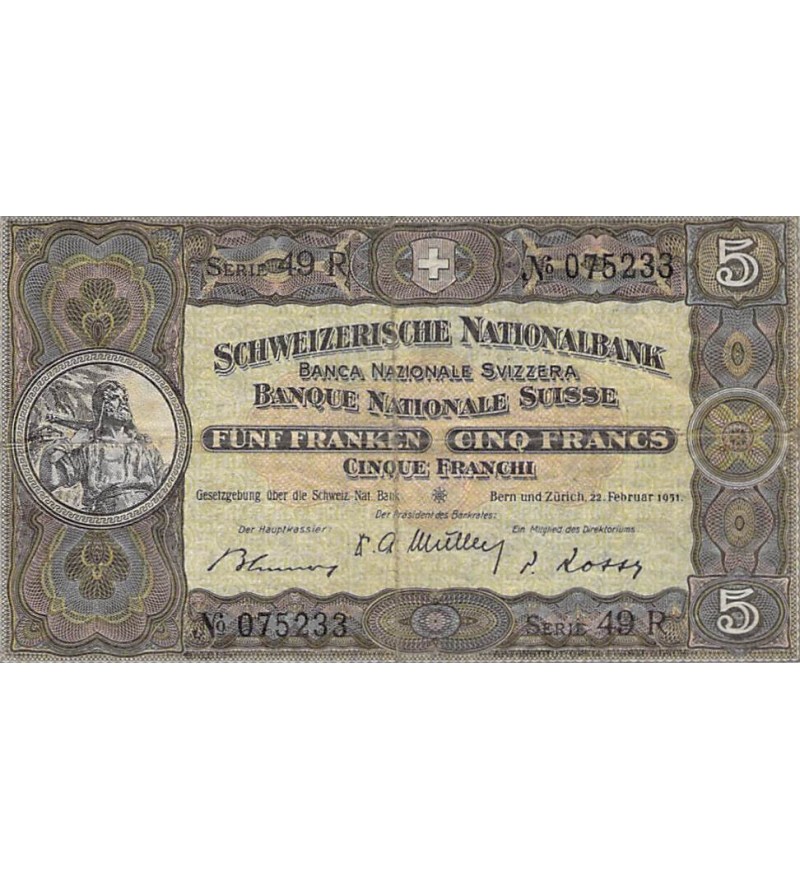 SERIE 49 R № 075233 5
SCHWEIZERISCHE NATIONALBANK
BANCA NAZIONALE SVIZZERA
BANQUE NATIONALE SUISSE
FÜNF FRANKEN CINQ FRANCS
CINQUE FRANCHI
Gesetzgebung über die Schweiz. Nat. Bank Bern und Zürich, 22. Februar 1951.
Der Präsident des Bankrates:
Der Hauptkassier: Ein Mitglied des Direktoriums
Müller P. Rossy
№ 075233 SERIE 49 R 5